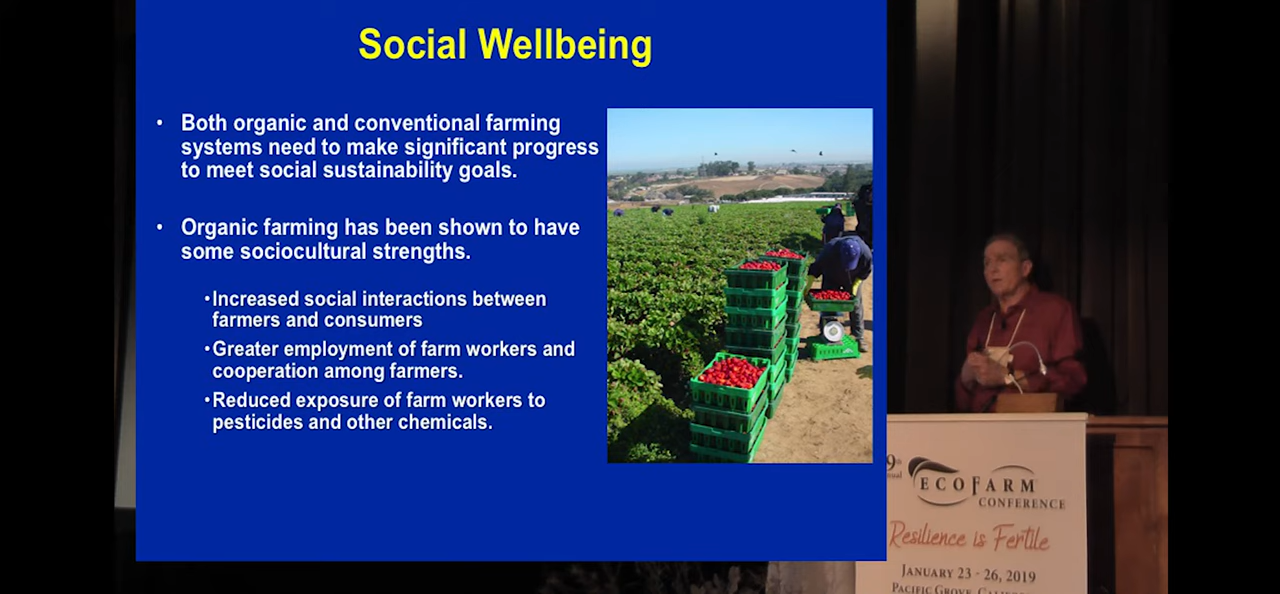 Social Wellbeing
• Both organic and conventional farming
systems need to make significant progress
to meet social sustainability goals.
• Organic farming has been shown to have
some sociocultural strengths.
•Increased social interactions between
farmers and consumers
•Greater employment of farm workers and
cooperation among farmers.
•Reduced exposure of farm workers to
pesticides and other chemicals.
ECOFARM
CONFERENCE
Resilience is Fertile
JANUARY 23 - 26, 2019
PACIFIC GROVE,